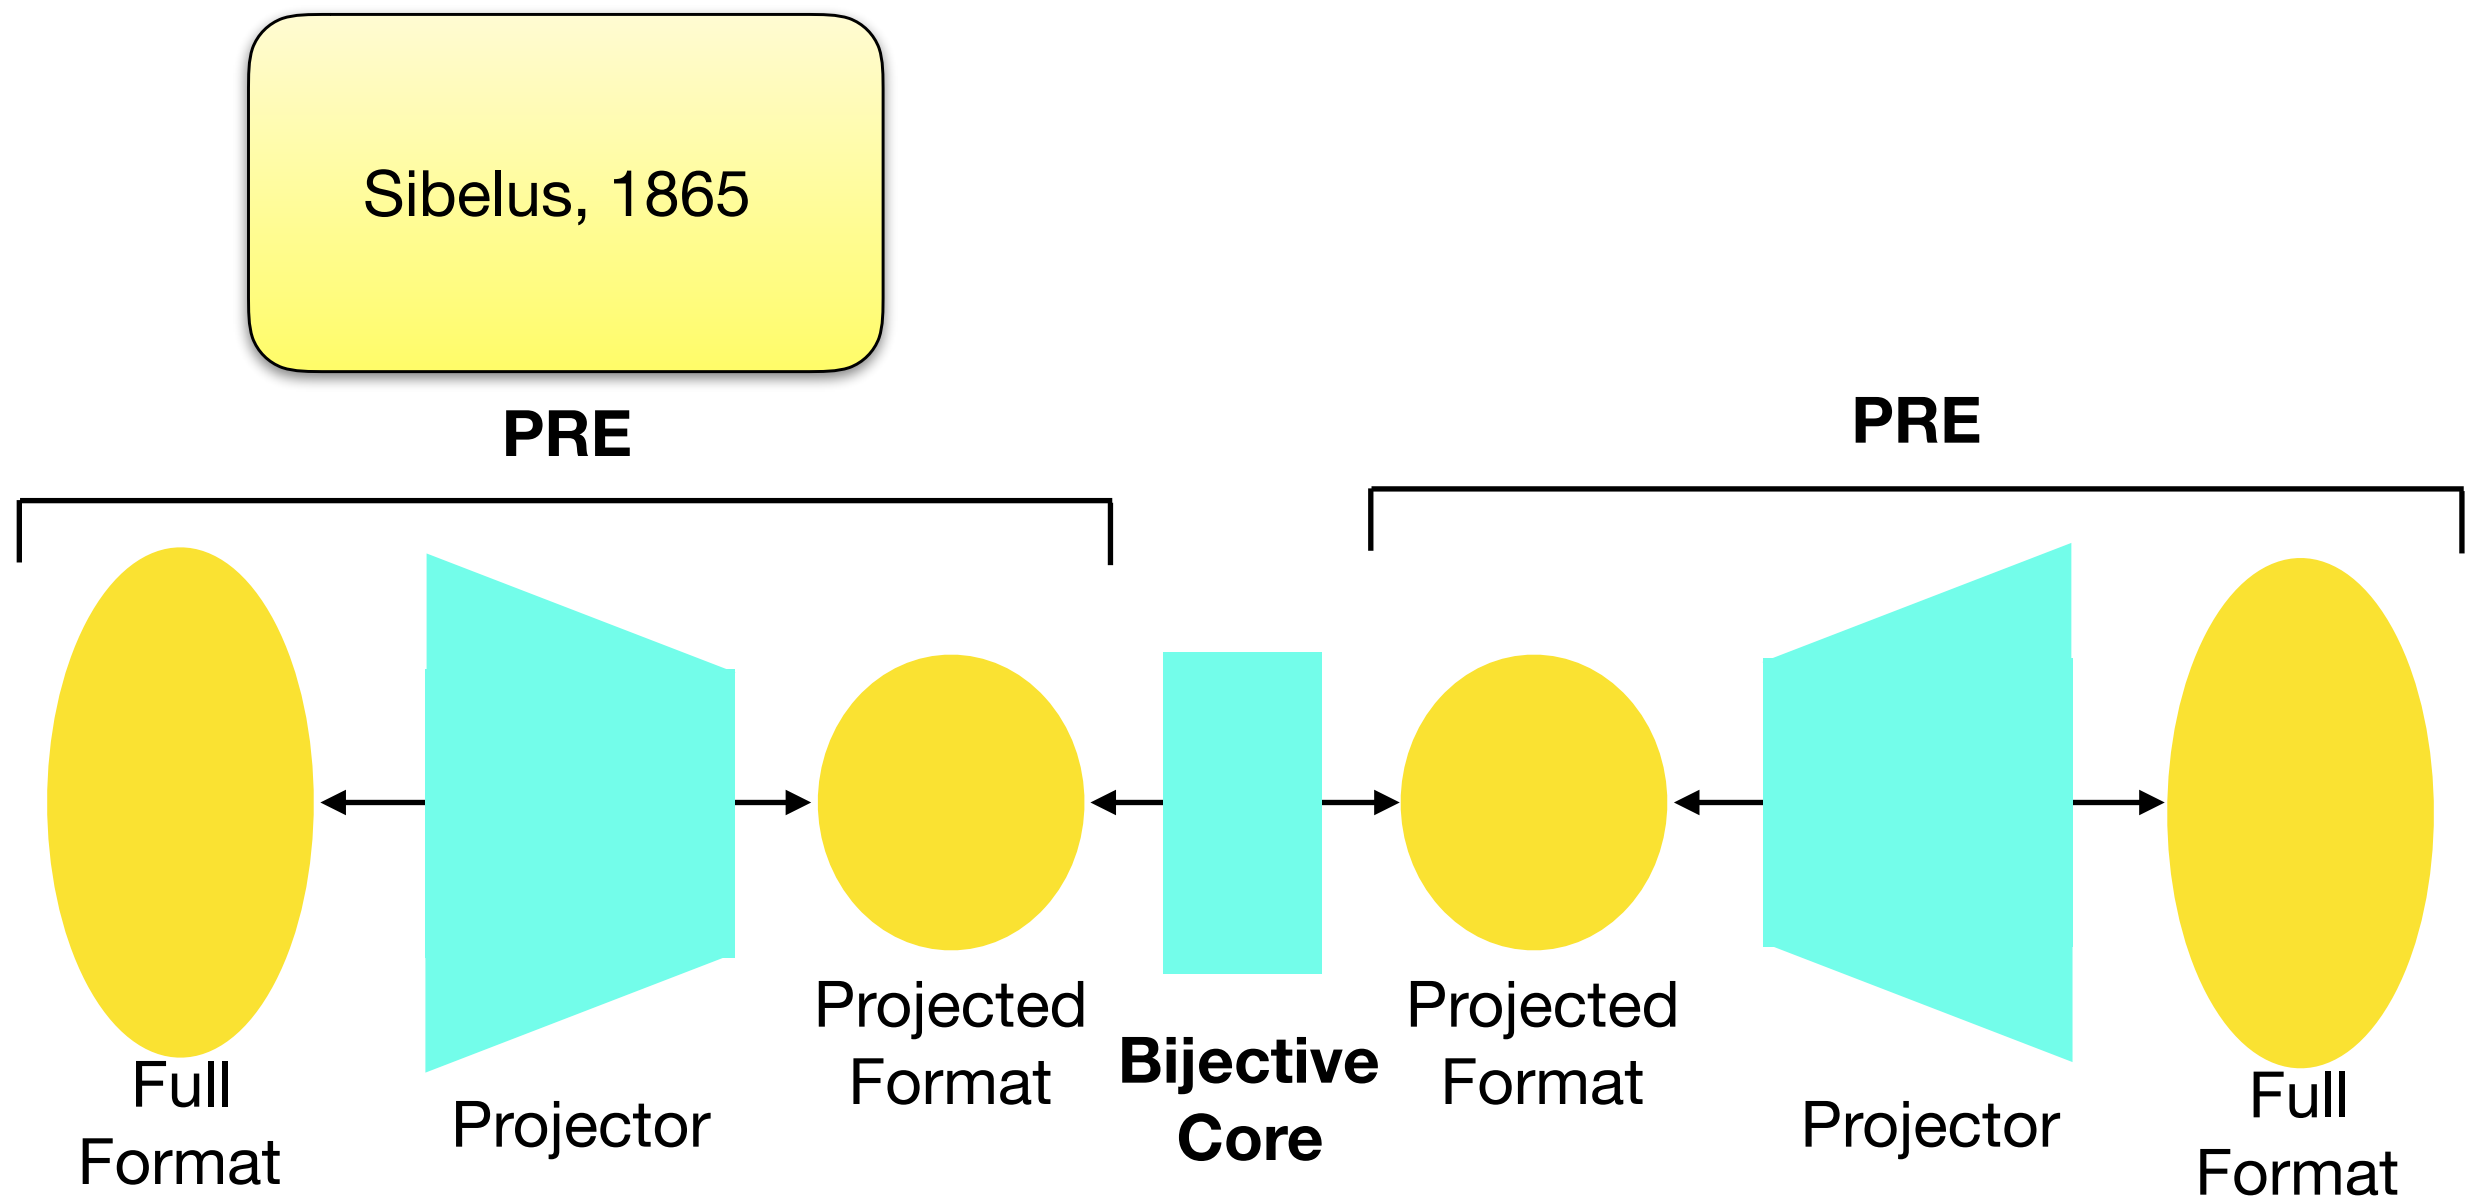 Sibelus, 1865
PRE
PRE
Full
Format
Projector
Projected
Format
Bijective
Core
Projected
Format
Projector
Full
Format